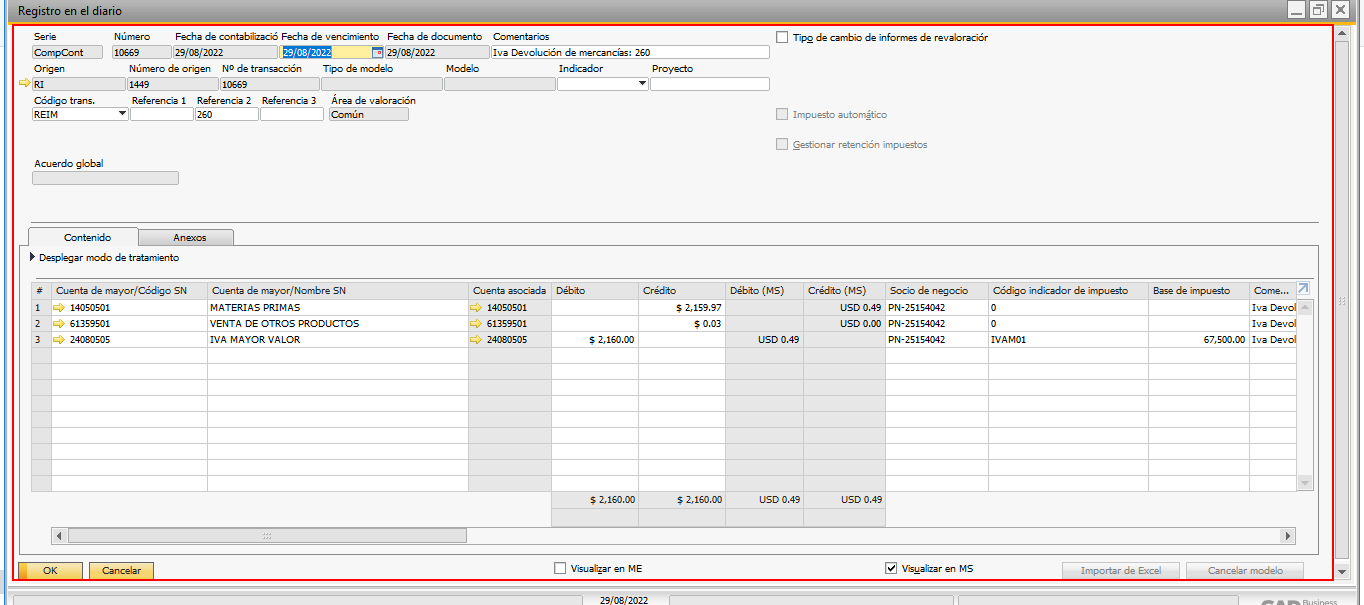 Registro en el diario
Serie Número Fecha de contabilizació Fecha de vencimiento Fecha de documento Comentarios
CompCont 10669 29/08/2022 29/08/2022 29/08/2022 Iva Devolución de mercancías: 260
Tipo de cambio de informes de revaloración
Origen Número de origen Nº de transacción Tipo de modelo Modelo Indicador Proyecto
RI 1449 10669
Código trans. Referencia 1 Referencia 2 Referencia 3 Área de valoración
REIM 260 Común
Impuesto automático
Gestionar retención impuestos
Acuerdo global
Contenido Anexos
Desplegar modo de tratamiento
# Cuenta de mayor/Código SN Cuenta de mayor/Nombre SN Cuenta asociada Débito Crédito Débito (MS) Crédito (MS) Socio de negocio Código indicador de impuesto Base de impuesto Come...
1 14050501 MATERIAS PRIMAS 14050501 $ 2,159.97 USD 0.49 PN-25154042 0 Iva Devol
2 61359501 VENTA DE OTROS PRODUCTOS 61359501 $ 0.03 USD 0.00 PN-25154042 0 Iva Devol
3 24080505 IVA MAYOR VALOR 24080505 $ 2,160.00 USD 0.49 PN-25154042 IVAM01 67,500.00 Iva Devol
$ 2,160.00 $ 2,160.00 USD 0.49 USD 0.49
OK Cancelar Visualizar en ME Visualizar en MS Importar de Excel Cancelar modelo
29/08/2022 SAP Business